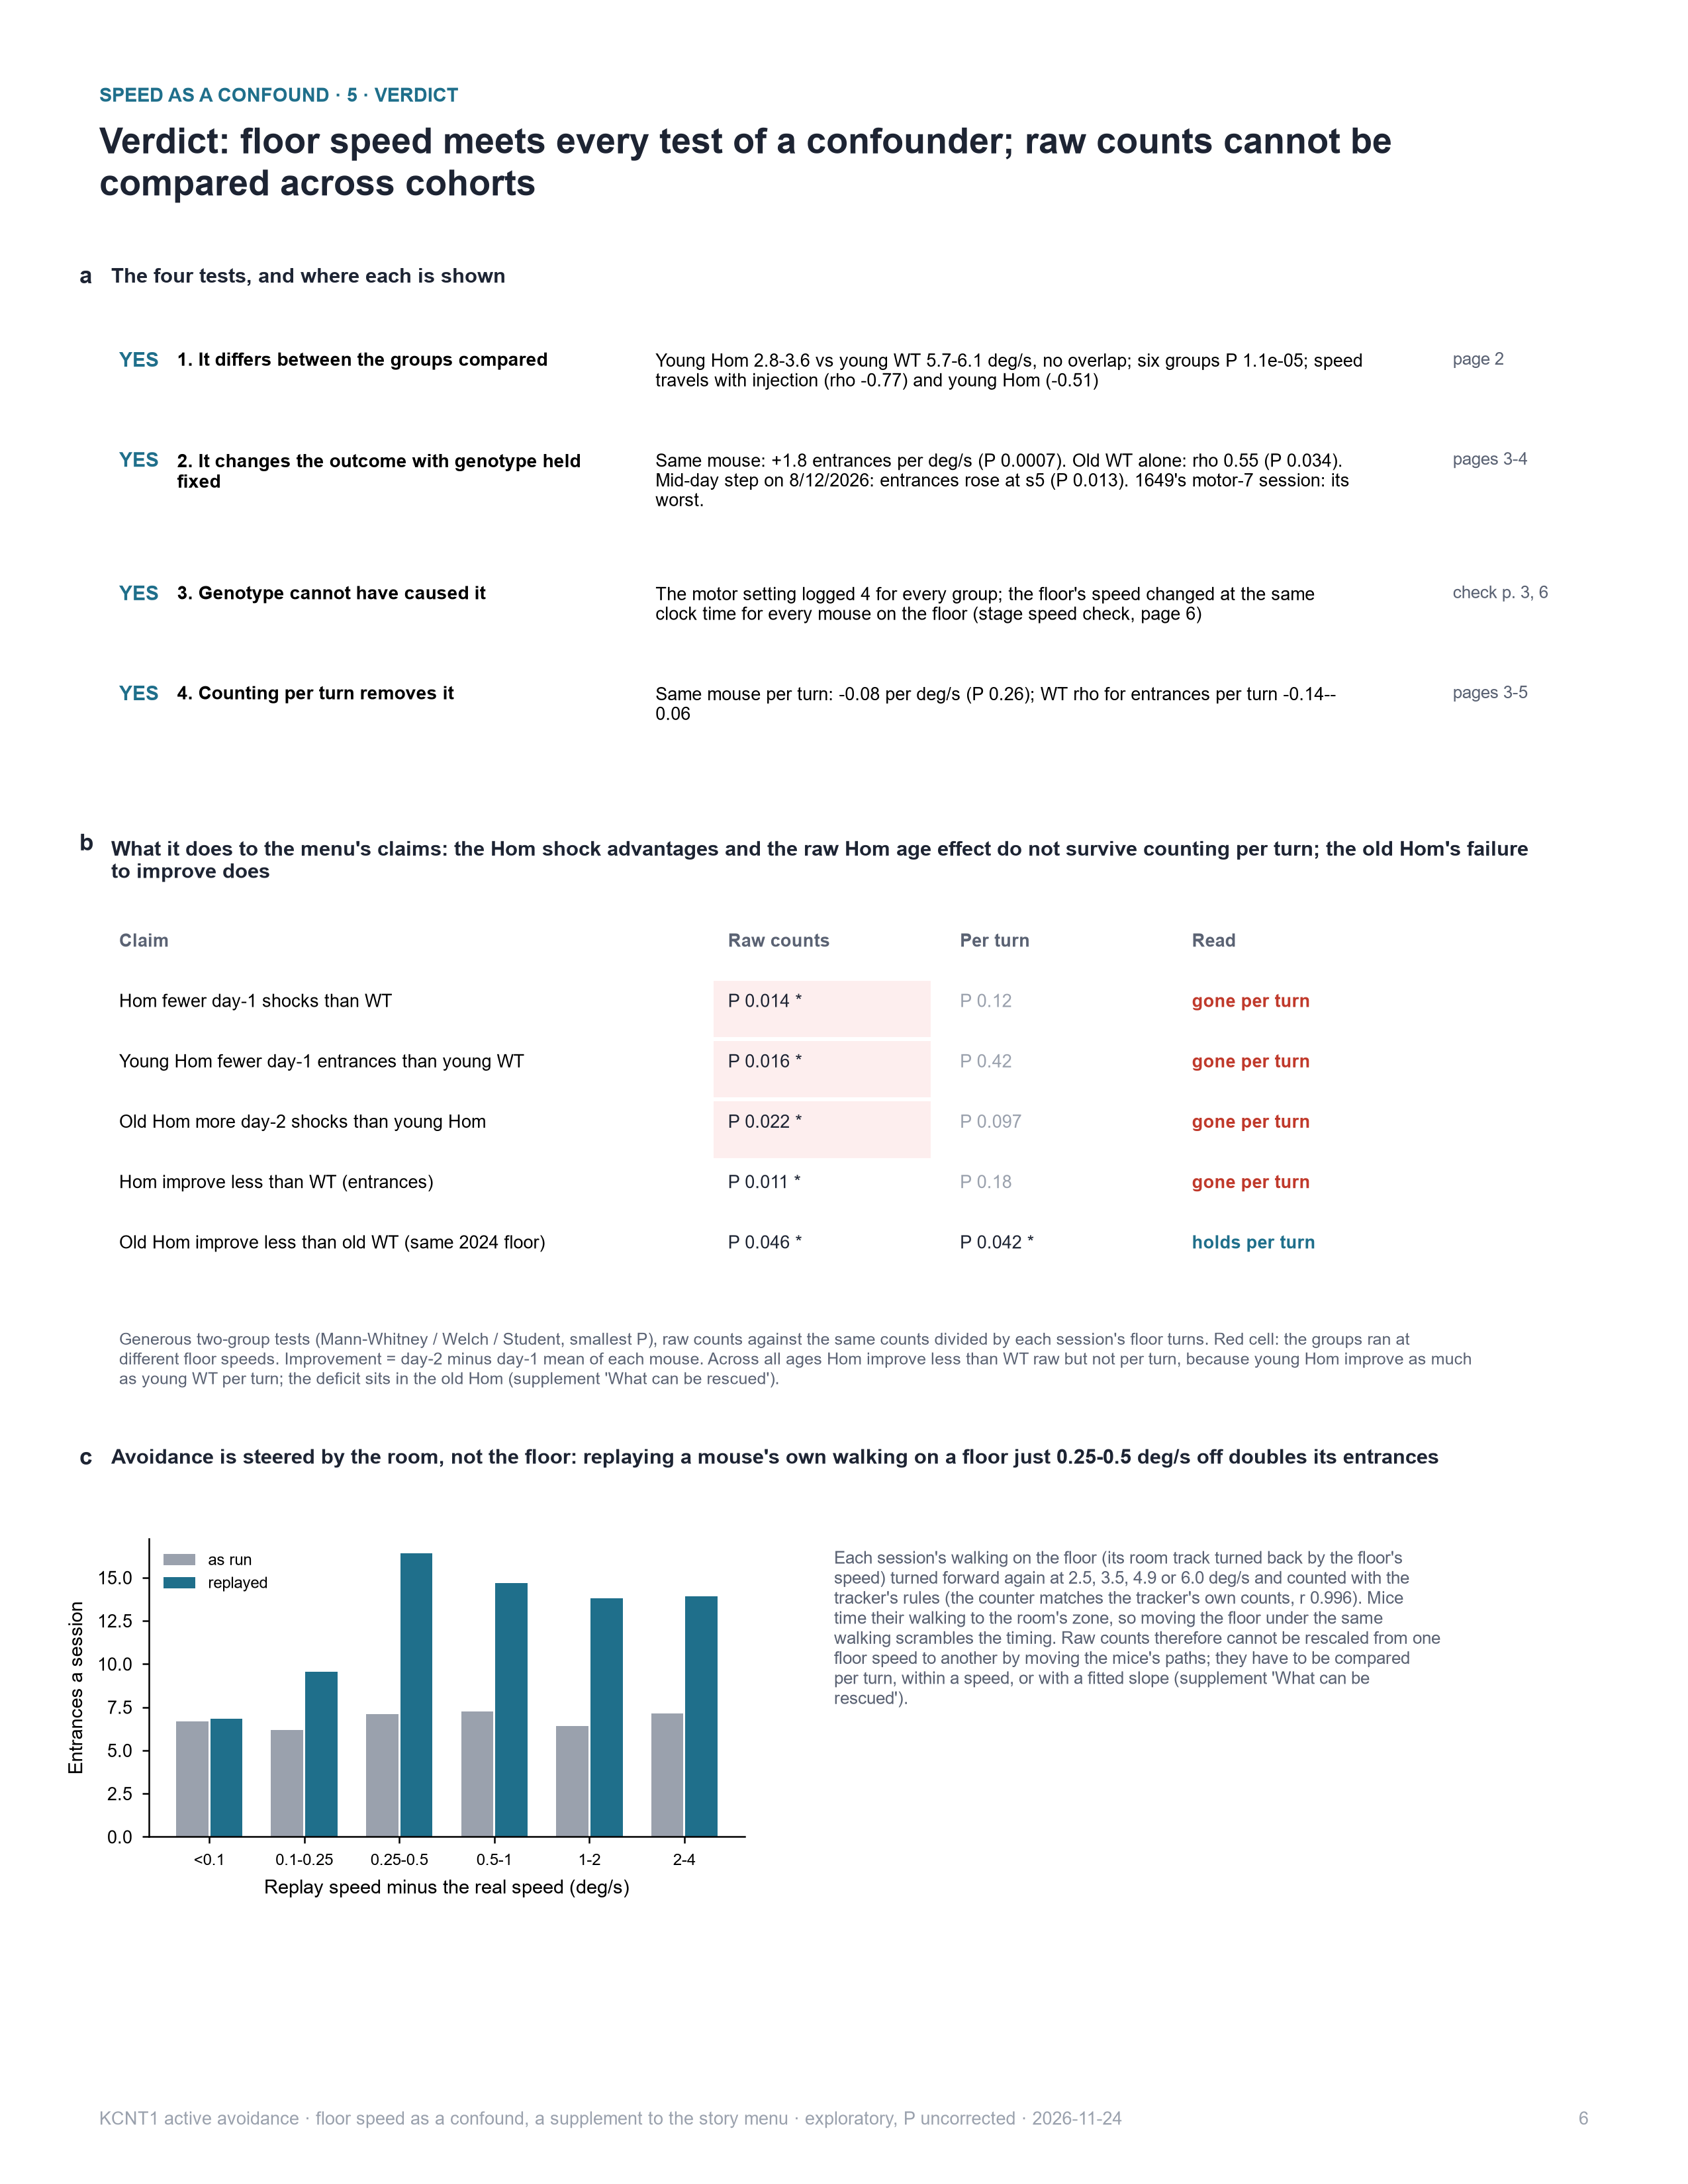 SPEED AS A CONFOUND · 5 · VERDICT
Verdict: floor speed meets every test of a confounder; raw counts cannot be
compared across cohorts
a The four tests, and where each is shown
YES 1. It differs between the groups compared
Young Hom 2.8-3.6 vs young WT 5.7-6.1 deg/s, no overlap; six groups P 1.1e-05; speed
travels with injection (rho -0.77) and young Hom (-0.51)
page 2
YES 2. It changes the outcome with genotype held
fixed
Same mouse: +1.8 entrances per deg/s (P 0.0007). Old WT alone: rho 0.55 (P 0.034).
Mid-day step on 8/12/2026: entrances rose at s5 (P 0.013). 1649's motor-7 session: its
worst.
pages 3-4
YES 3. Genotype cannot have caused it
The motor setting logged 4 for every group; the floor's speed changed at the same
clock time for every mouse on the floor (stage speed check, page 6)
check p. 3, 6
YES 4. Counting per turn removes it
Same mouse per turn: -0.08 per deg/s (P 0.26); WT rho for entrances per turn -0.14--
0.06
pages 3-5
b What it does to the menu's claims: the Hom shock advantages and the raw Hom age effect do not survive counting per turn; the old Hom's failure
to improve does
Claim Raw counts Per turn Read
Hom fewer day-1 shocks than WT P 0.014 * P 0.12 gone per turn
Young Hom fewer day-1 entrances than young WT P 0.016 * P 0.42 gone per turn
Old Hom more day-2 shocks than young Hom P 0.022 * P 0.097 gone per turn
Hom improve less than WT (entrances) P 0.011 * P 0.18 gone per turn
Old Hom improve less than old WT (same 2024 floor) P 0.046 * P 0.042 * holds per turn
Generous two-group tests (Mann-Whitney / Welch / Student, smallest P), raw counts against the same counts divided by each session's floor turns. Red cell: the groups ran at
different floor speeds. Improvement = day-2 minus day-1 mean of each mouse. Across all ages Hom improve less than WT raw but not per turn, because young Hom improve as much
as young WT per turn; the deficit sits in the old Hom (supplement 'What can be rescued').
c Avoidance is steered by the room, not the floor: replaying a mouse's own walking on a floor just 0.25-0.5 deg/s off doubles its entrances
as run
replayed
Entrances a session
15.0
12.5
10.0
7.5
5.0
2.5
0.0
<0.1 0.1-0.25 0.25-0.5 0.5-1 1-2 2-4
Replay speed minus the real speed (deg/s)
Each session's walking on the floor (its room track turned back by the floor's
speed) turned forward again at 2.5, 3.5, 4.9 or 6.0 deg/s and counted with the
tracker's rules (the counter matches the tracker's own counts, r 0.996). Mice
time their walking to the room's zone, so moving the floor under the same
walking scrambles the timing. Raw counts therefore cannot be rescaled from one
floor speed to another by moving the mice's paths; they have to be compared
per turn, within a speed, or with a fitted slope (supplement 'What can be
rescued').
KCNT1 active avoidance · floor speed as a confound, a supplement to the story menu · exploratory, P uncorrected · 2026-11-24
6